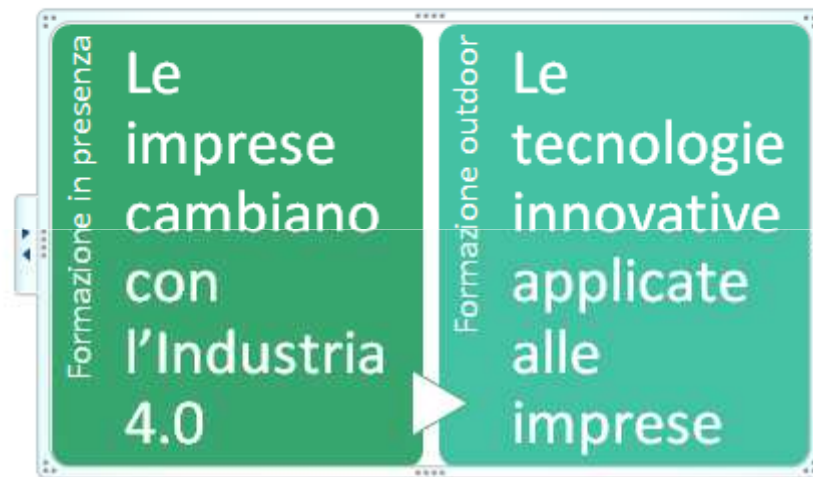 Formazione in presenza
Le
imprese
cambiano
con
l’Industria
4.0
Formazione outdoor
Le
tecnologie
innovative
applicate
alle
imprese